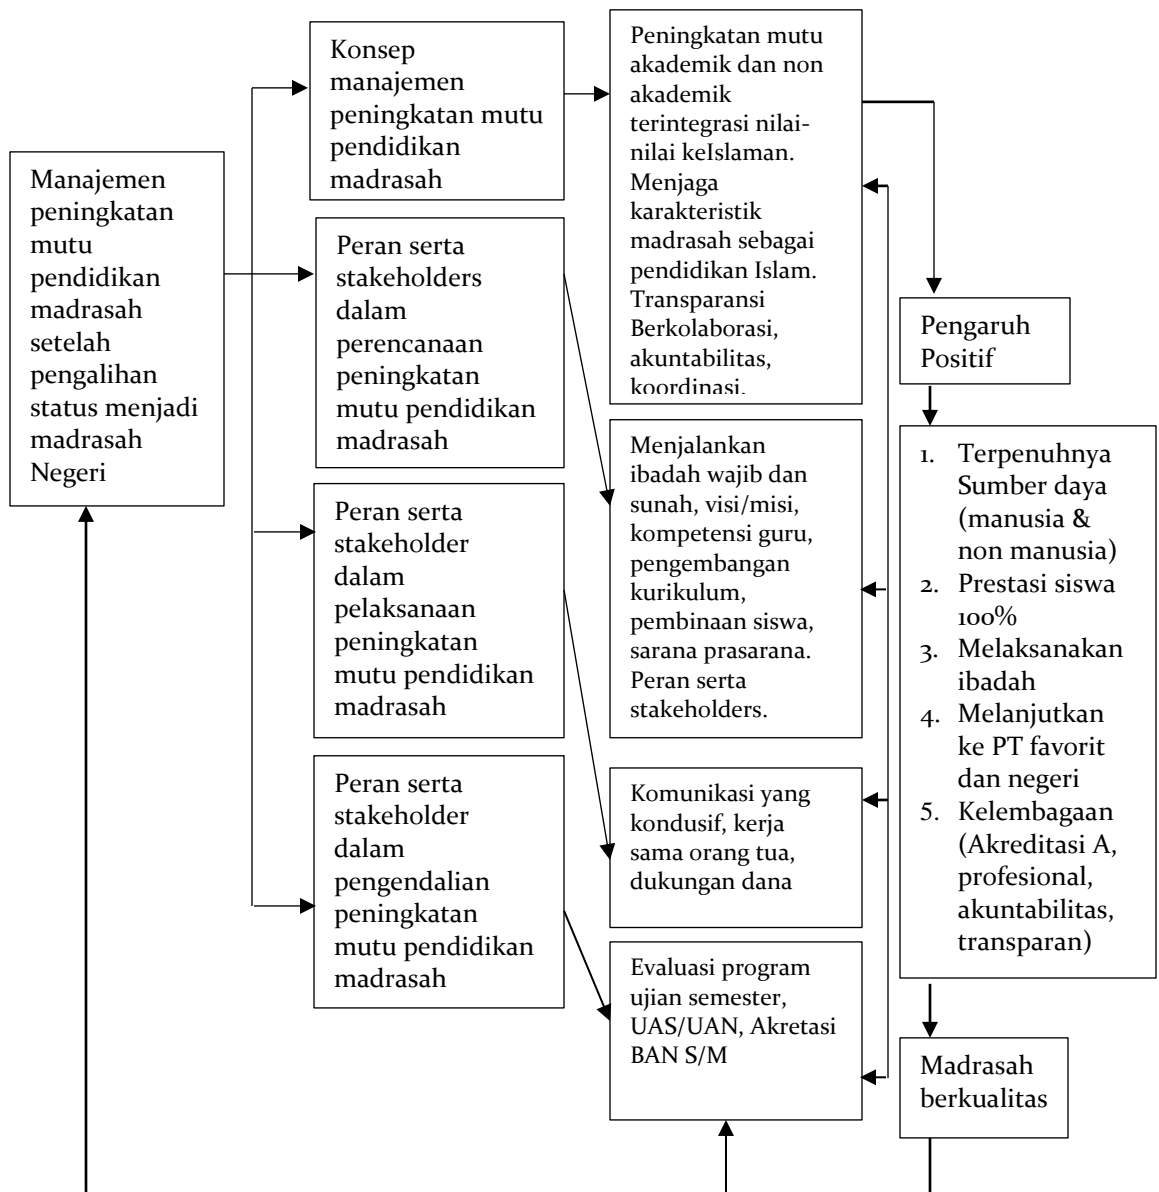 Manajemen
peningkatan
mutu
pendidikan
madrasah
setelah
pengalihan
status menjadi
madrasah
Negeri
Konsep
manajemen
peningkatan mutu
pendidikan
madrasah
Peran serta
stakeholders
dalam
perencanaan
peningkatan
mutu pendidikan
madrasah
Peran serta
stakeholder
dalam
pelaksanaan
peningkatan
mutu pendidikan
madrasah
Peran serta
stakeholder
dalam
pengendalian
peningkatan
mutu pendidikan
madrasah
Peningkatan mutu
akademik dan non
akademik
terintegrasi nilai-
nilai keIslaman.
Menjaga
karakteristik
madrasah sebagai
pendidikan Islam.
Transparansi
Berkolaborasi,
akuntabilitas,
koordinasi.
Menjalankan
ibadah wajib dan
sunah, visi/misi,
kompetensi guru,
pengembangan
kurikulum,
pembinaan siswa,
sarana prasarana.
Peran serta
stakeholders.
Komunikasi yang
kondusif, kerja
sama orang tua,
dukungan dana
Evaluasi program
ujian semester,
UAS/UAN, Akretasi
BAN S/M
Pengaruh
Positif
1. Terpenuhnya
Sumber daya
(manusia &
non manusia)
2. Prestasi siswa
100%
3. Melaksanakan
ibadah
4. Melanjutkan
ke PT favorit
dan negeri
5. Kelembagaan
(Akreditasi A,
profesional,
akuntabilitas,
transparan)
Madrasah
berkualitas